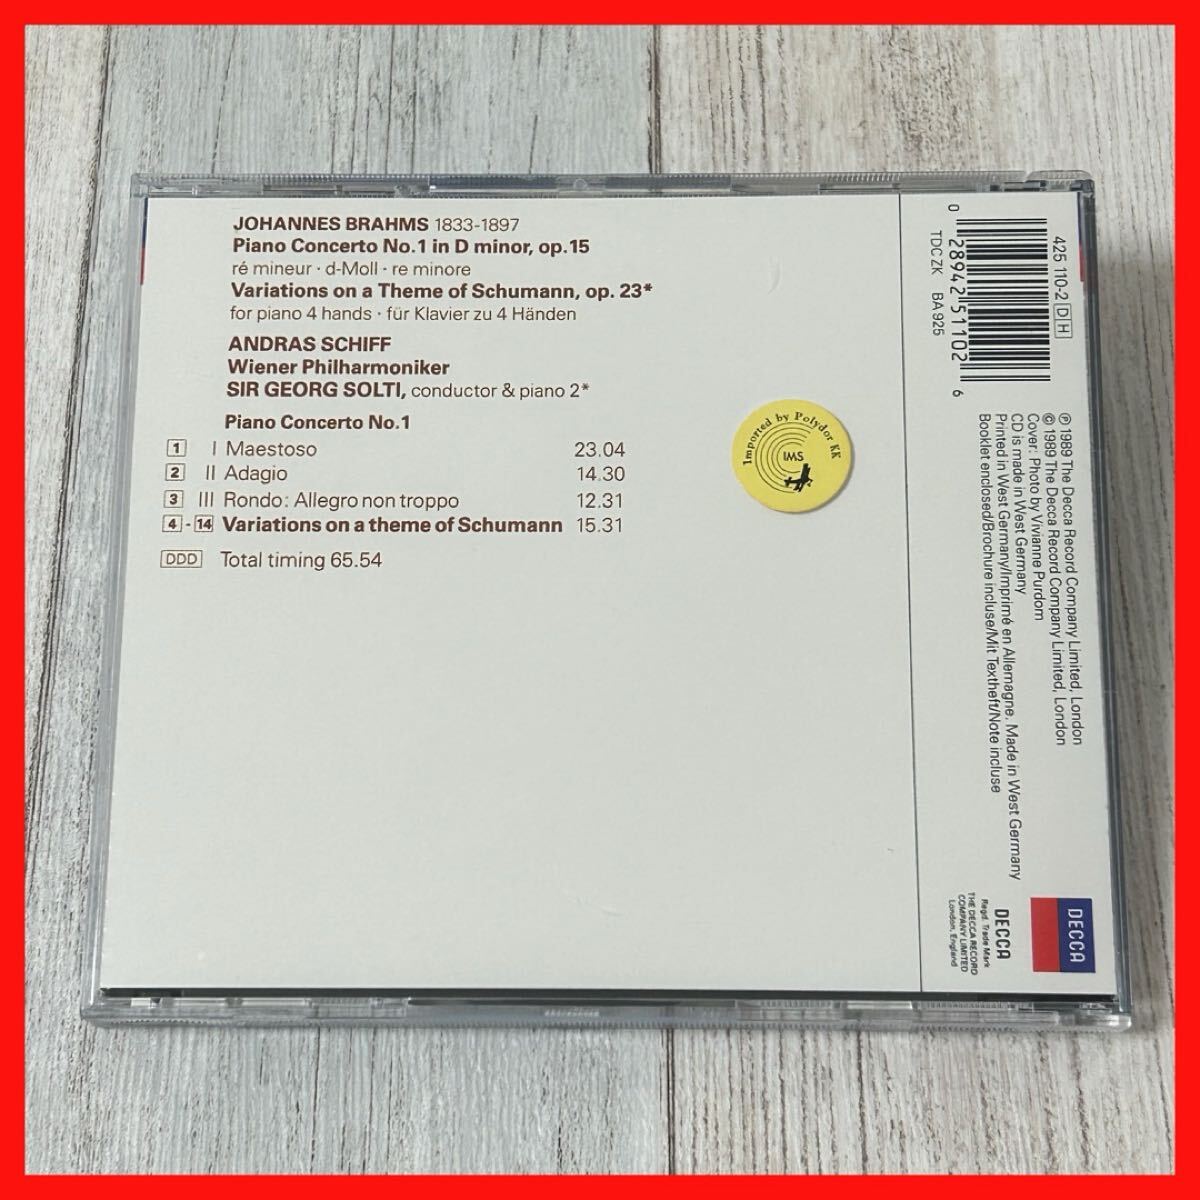 JOHANNES BRAHMS 1833-1897
Piano Concerto No.1 in D minor, op.15
ré mineur · d-Moll · re minore
Variations on a Theme of Schumann, op. 23*
for piano 4 hands · für Klavier zu 4 Händen
ANDRAS SCHIFF
Wiener Philharmoniker
SIR GEORG SOLTI, conductor & piano 2*
Piano Concerto No.1
1 I Maestoso 23.04
2 II Adagio 14.30
3 III Rondo: Allegro non troppo 12.31
4 - 14 Variations on a theme of Schumann 15.31
DDD Total timing 65.54
Imported by Polydor KK
IMS
425 110-2 DH
0 28942 51102 6
TDC ZK BA 925
℗ 1989 The Decca Record Company Limited, London
© 1989 The Decca Record Company Limited, London
Cover: Photo by Vivianne Purdom
CD is made in West Germany
Printed in West Germany/Imprimé en Allemagne. Made in West Germany
Booklet enclosed/Brochure incluse/Mit Textheft/Note incluse
DECCA
DECCA
Regd. Trade Mark
THE DECCA RECORD
COMPANY LIMITED
London, England